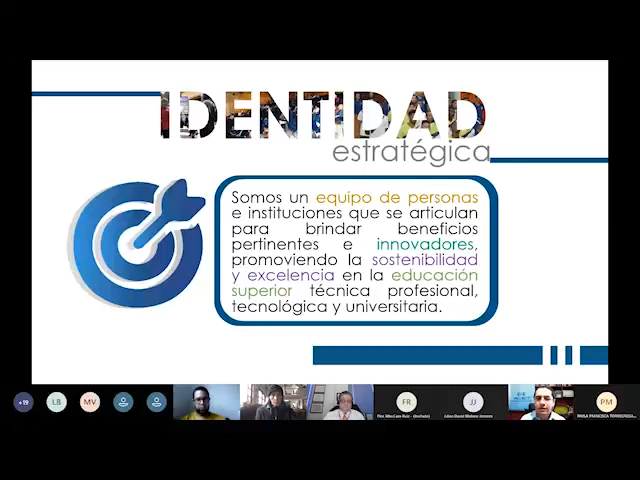 IDENTIDAD
estratégica
Somos un equipo de personas
e instituciones que se articulan
para brindar beneficios
pertinentes e innovadores,
promoviendo la sostenibilidad
y excelencia en la educación
superior técnica profesional,
tecnológica y universitaria.
+19
LB
MV
FR
JJ
PM